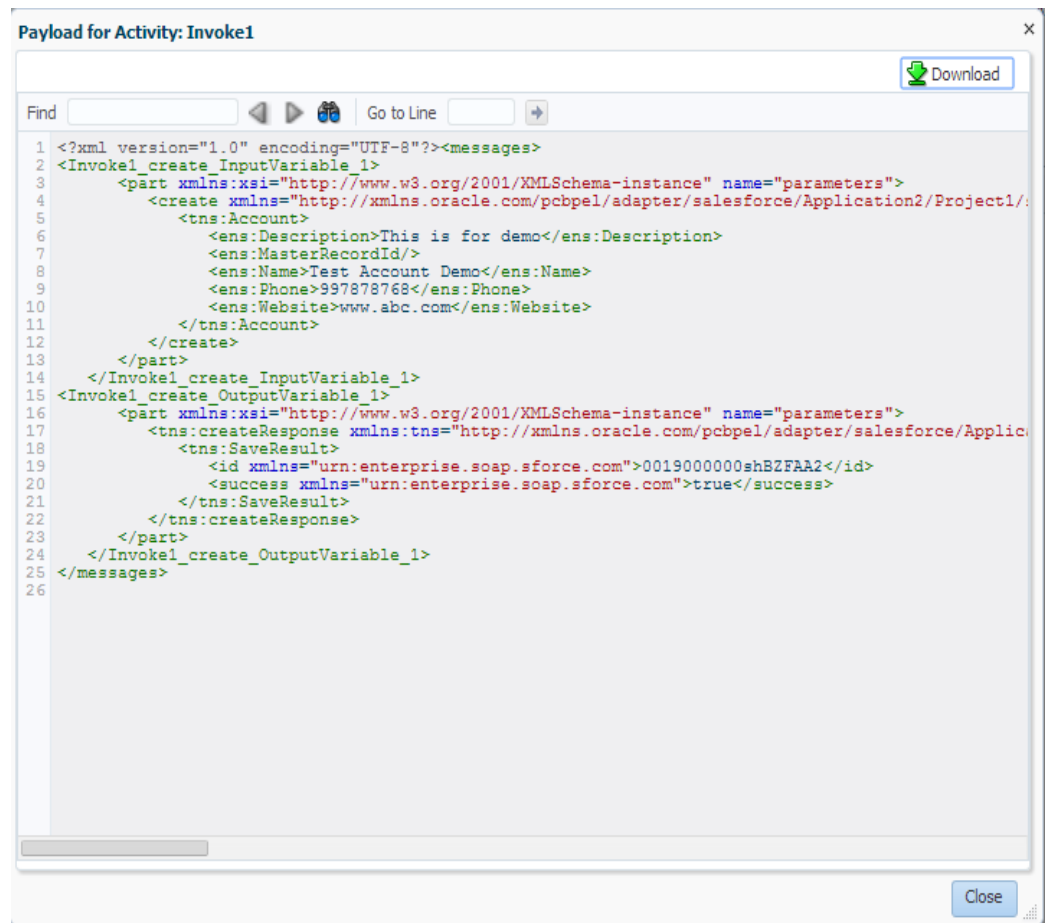 Payload for Activity: Invoke1
Download
Find Go to Line
1 <?xml version="1.0" encoding="UTF-8"?><messages>
2 <Invoke1_create_InputVariable_1>
3 <part xmlns:xsi="http://www.w3.org/2001/XMLSchema-instance" name="parameters">
4 <create xmlns="http://xmlns.oracle.com/pcbpel/adapter/salesforce/Application2/Project1/
5 <tns:Account>
6 <ens:Description>This is for demo</ens:Description>
7 <ens:MasterRecordId/>
8 <ens:Name>Test Account Demo</ens:Name>
9 <ens:Phone>997878768</ens:Phone>
10 <ens:Website>www.abc.com</ens:Website>
11 </tns:Account>
12 </create>
13 </part>
14 </Invoke1_create_InputVariable_1>
15 <Invoke1_create_OutputVariable_1>
16 <part xmlns:xsi="http://www.w3.org/2001/XMLSchema-instance" name="parameters">
17 <tns:createResponse xmlns:tns="http://xmlns.oracle.com/pcbpel/adapter/salesforce/Applic
18 <tns:SaveResult>
19 <id xmlns="urn:enterprise.soap.sforce.com">0019000000shBZFAA2</id>
20 <success xmlns="urn:enterprise.soap.sforce.com">true</success>
21 </tns:SaveResult>
22 </tns:createResponse>
23 </part>
24 </Invoke1_create_OutputVariable_1>
25 </messages>
26
Close